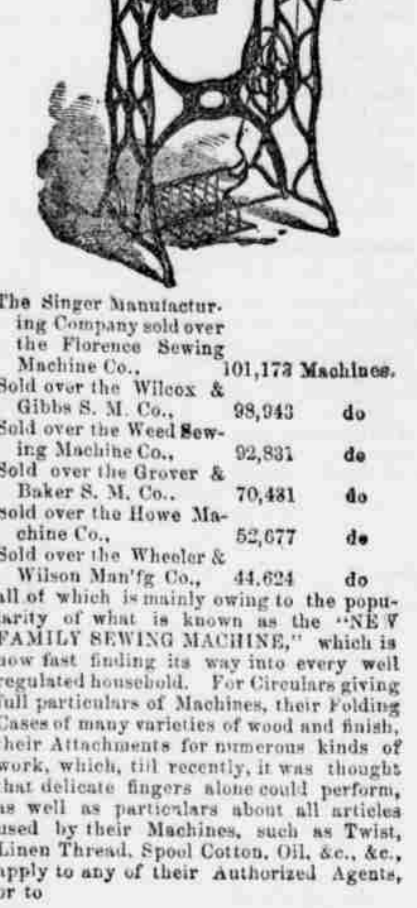 The Singer Manufactur-
ing Company sold over
the Florence Sewing
Machine Co., 101,173 Machines.
Sold over the Wilcox &
Gibbs S. M. Co., 98,943 do
Sold over the Weed Sew-
ing Machine Co., 92,831 do
Sold over the Grover &
Baker S. M. Co.. 70,431 do
Sold over the Howe Ma-
chine Co., 52,677 do
Sold over the Wheeler &
Wilson Man'fg Co., 44.624 do
all of which is mainly owing to the popu-
larity of what is known as the "NEW
FAMILY SEWING MACHINE," which is
now fast finding its way into every well
regulated household. For Circulars giving
full particulars of Machines, their Folding
Cases of many varieties of wood and finish,
their Attachments for numerous kinds of
work, which, till recently, it was thought
that delicate fingers alone could perform,
as well as particulars about all articles
used by their Machines, such as Twist,
Linen Thread, Spool Cotton, Oil, &c., &c.,
apply to any of their Authorized Agents,
or to